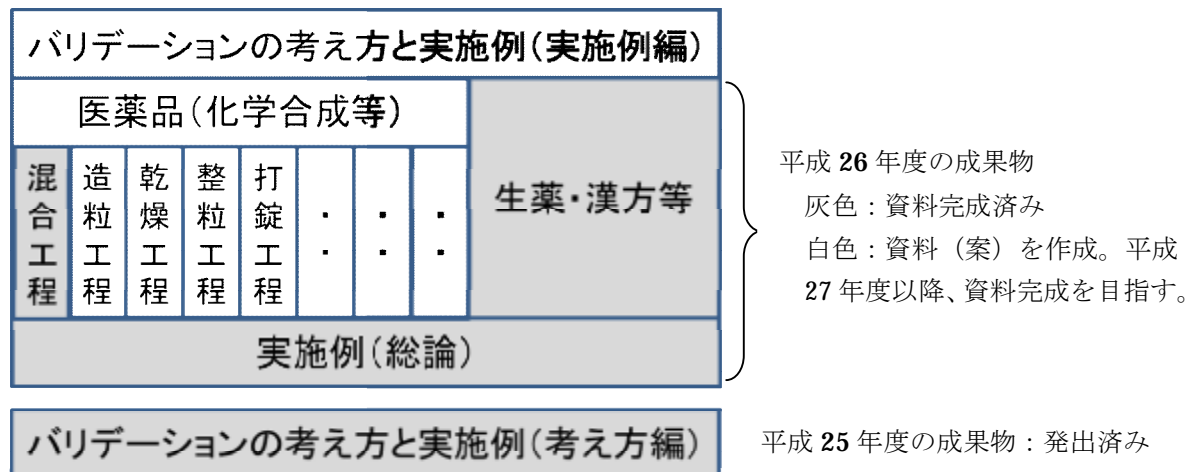 バリデーションの考え方と実施例(実施例編)
医薬品(化学合成等)
混合工程
造粒工程
乾燥工程
整粒工程
打錠工程
・・
・・
・・
生薬・漢方等
実施例(総論)
平成 26 年度の成果物
灰色:資料完成済み
白色:資料(案)を作成。平成
27 年度以降、資料完成を目指す。
バリデーションの考え方と実施例(考え方編)
平成 25 年度の成果物:発出済み